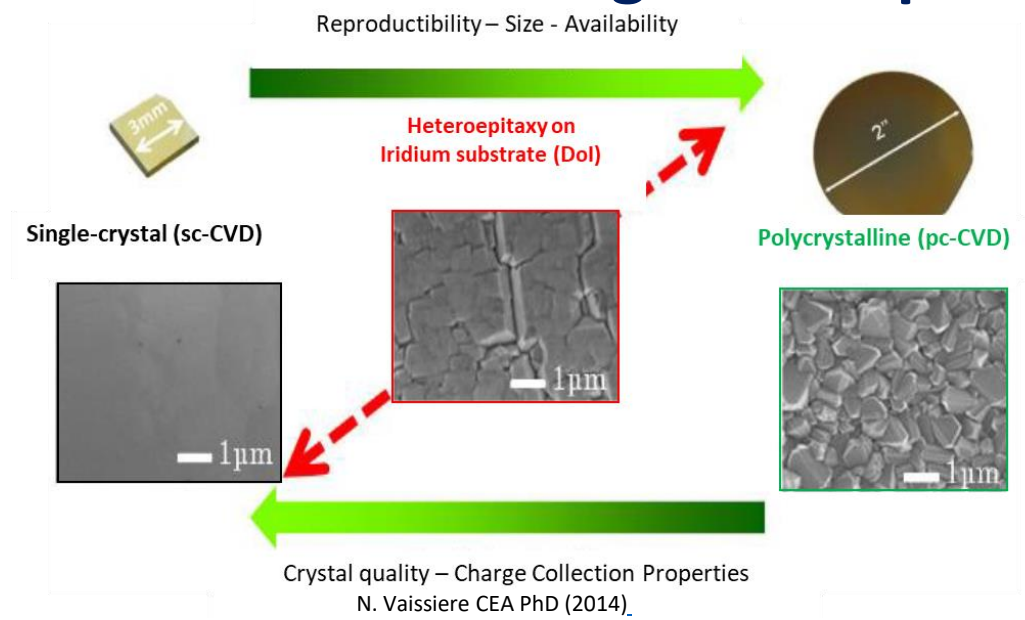 Reproductibility – Size - Availability
3mm
Heteroepitaxy on
Iridium substrate (DoI)
2"
Single-crystal (sc-CVD)
Polycrystalline (pc-CVD)
1µm
1µm
1µm
Crystal quality – Charge Collection Properties
N. Vaissiere CEA PhD (2014)